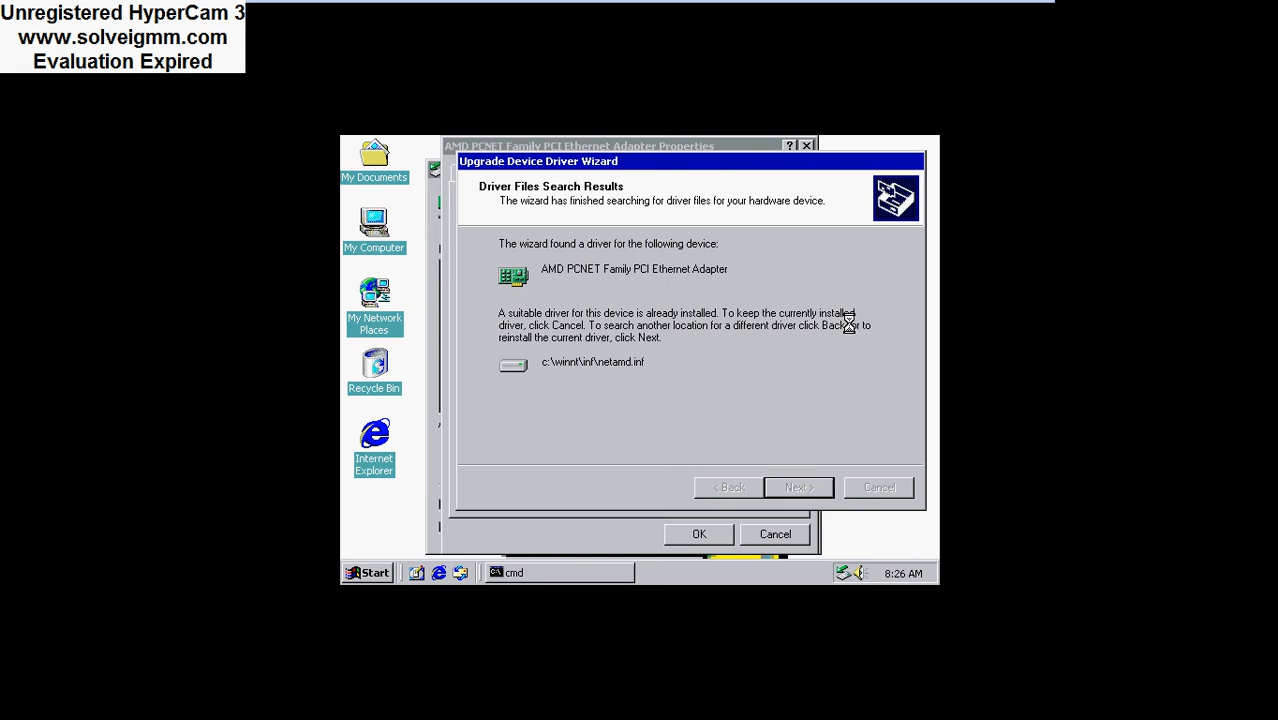 Unregistered HyperCam 3
www.solveigmm.com
Evaluation Expired
My Documents
My Computer
My Network
Places
Recycle Bin
Internet
Explorer
AMD PCNET Family PCI Ethernet Adapter Properties
Upgrade Device Driver Wizard
Driver Files Search Results
The wizard has finished searching for driver files for your hardware device.
The wizard found a driver for the following device:
AMD PCNET Family PCI Ethernet Adapter
A suitable driver for this device is already installed. To keep the currently installed
driver, click Cancel. To search another location for a different driver click Back, or to
reinstall the current driver, click Next.
c:\winnt\inf\netamd.inf
< Back
Next >
Cancel
OK
Cancel
Start
cmd
8:26 AM